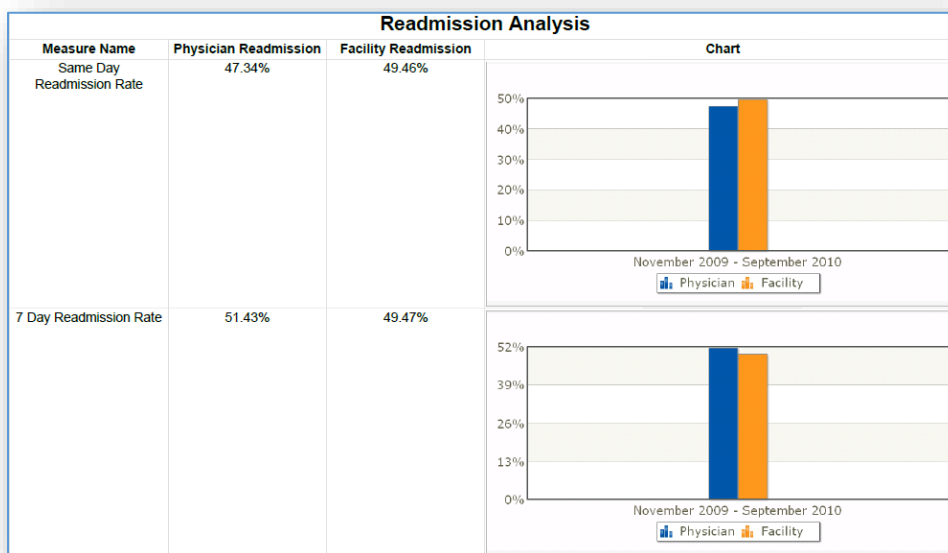 Readmission Analysis
Measure Name Physician Readmission Facility Readmission Chart
Same Day 47.34% 49.46%
Readmission Rate
50%
40%
30%
20%
10%
0%
November 2009 - September 2010
Physician Facility
7 Day Readmission Rate 51.43% 49.47%
52%
39%
26%
13%
0%
November 2009 - September 2010
Physician Facility